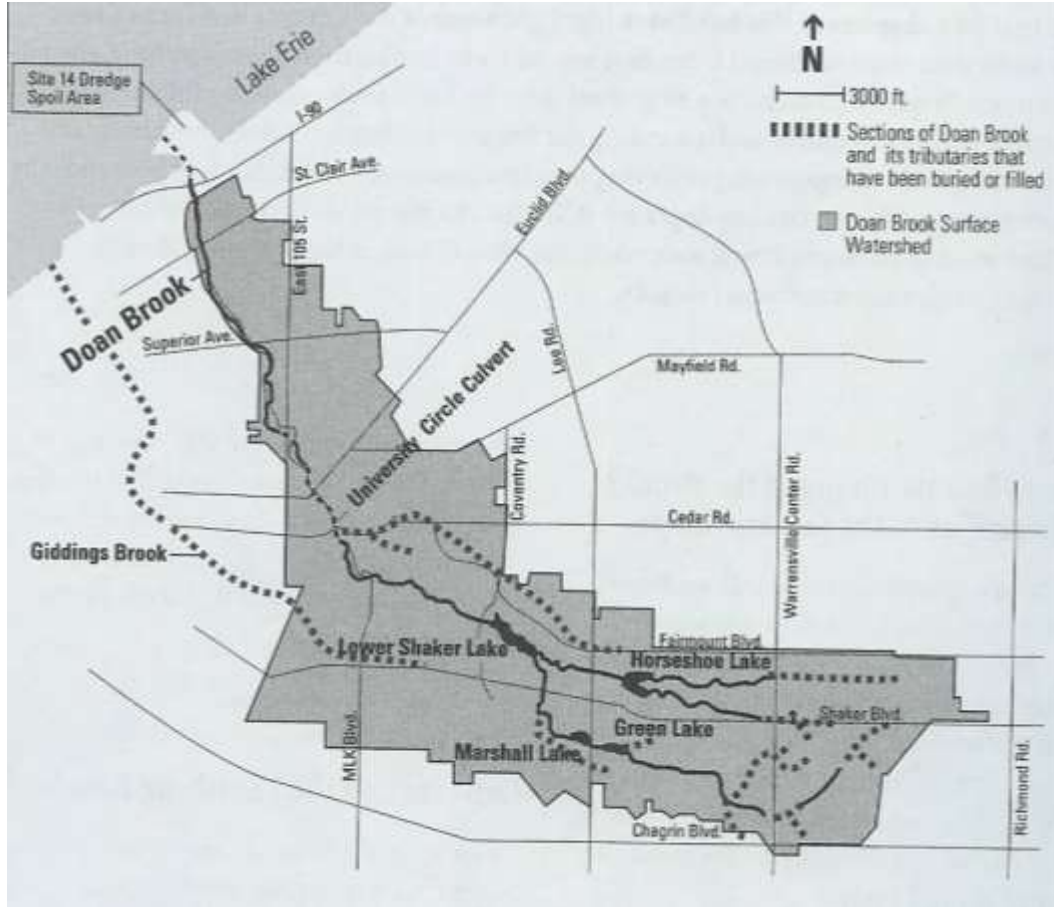 Lake Erie
Site 14 Dredge
Spoil Area
I-90
N
3000 ft.
Sections of Doan Brook
and its tributaries that
have been buried or filled
Doan Brook Surface
Watershed
St. Clair Ave.
East 105 St.
Euclid Blvd.
Doan Brook
Superior Ave.
Lee Rd.
Mayfield Rd.
University Circle Culvert
Coventry Rd.
Cedar Rd.
Warrensville Center Rd.
Giddings Brook
Fairmount Blvd.
Lower Shaker Lake
Horseshoe Lake
Shaker Blvd.
Green Lake
Marshall Lake
MLK Blvd.
Richmond Rd.
Chagrin Blvd.